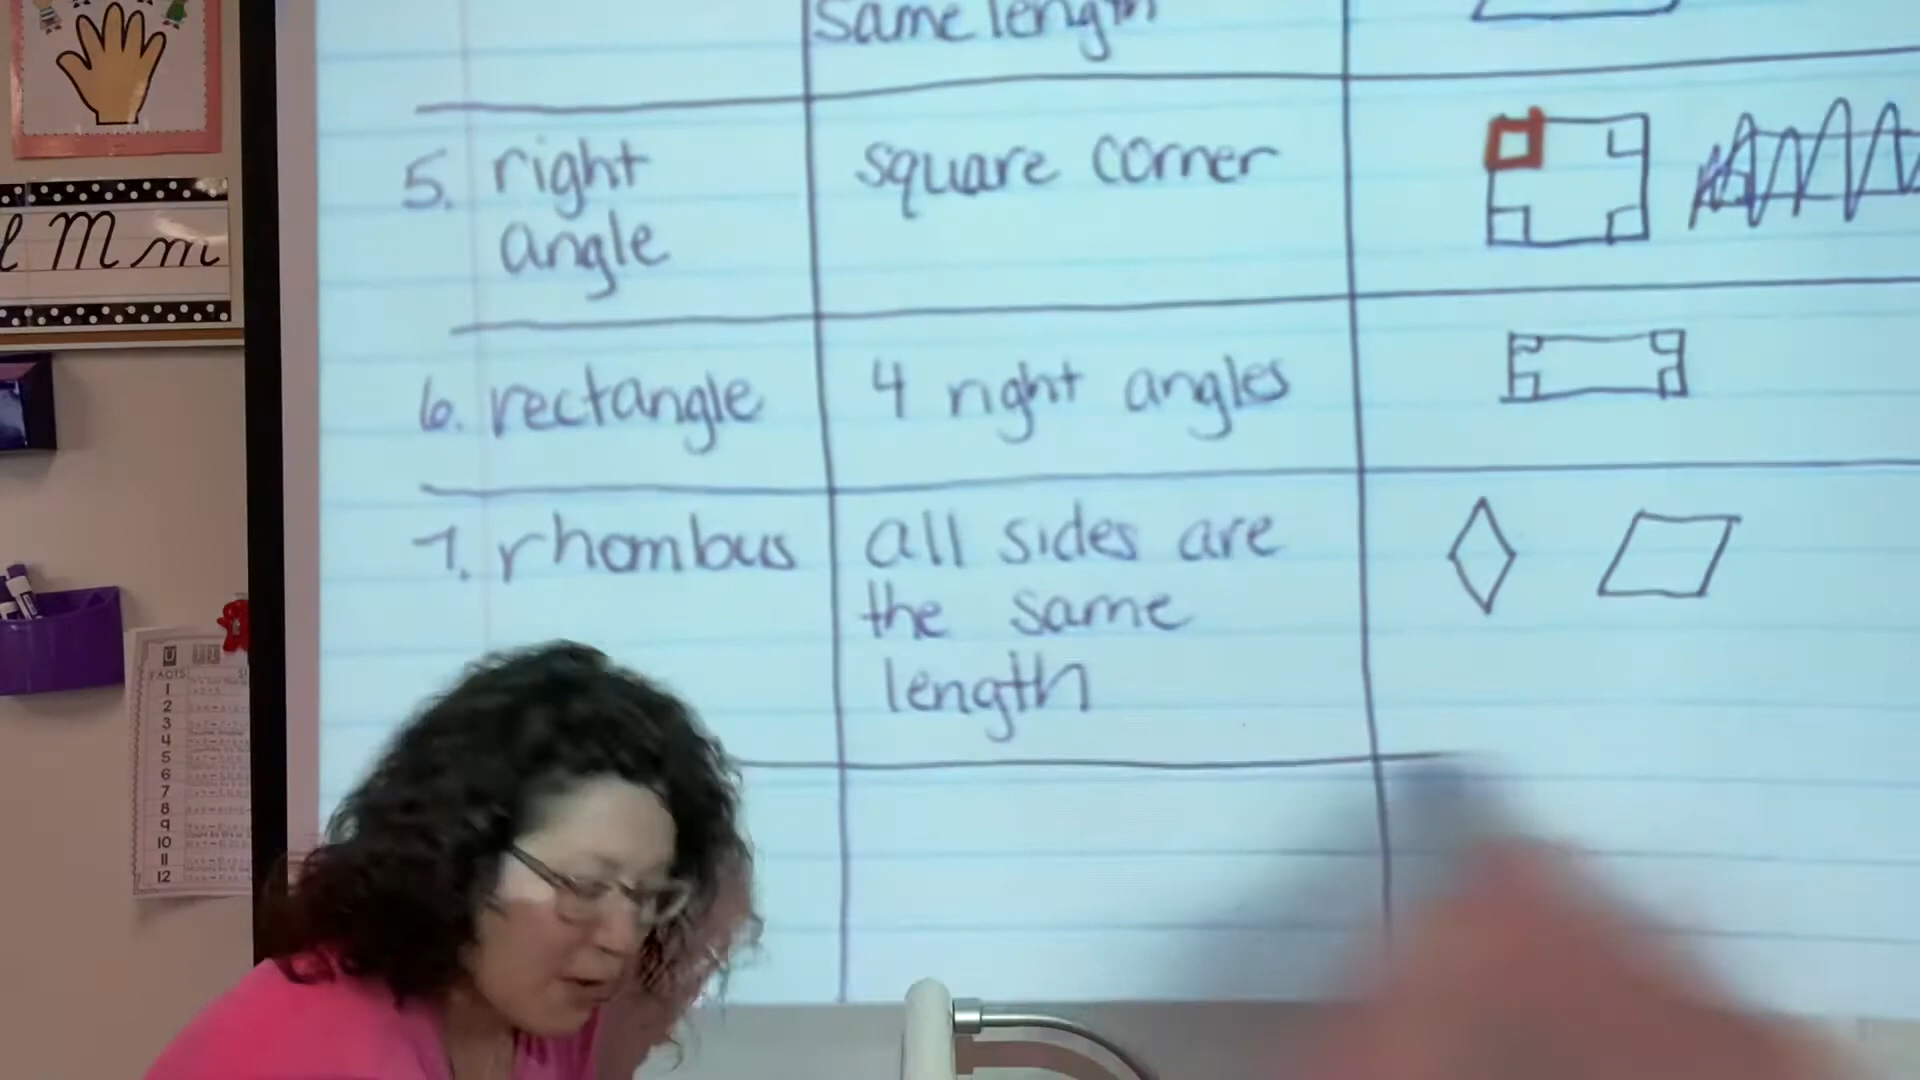 same length
5. right angle
square corner
6. rectangle
4 right angles
7. rhombus
all sides are
the same
length
M m
FACTS
1
2
3
4
5
6
7
8
9
10
11
12